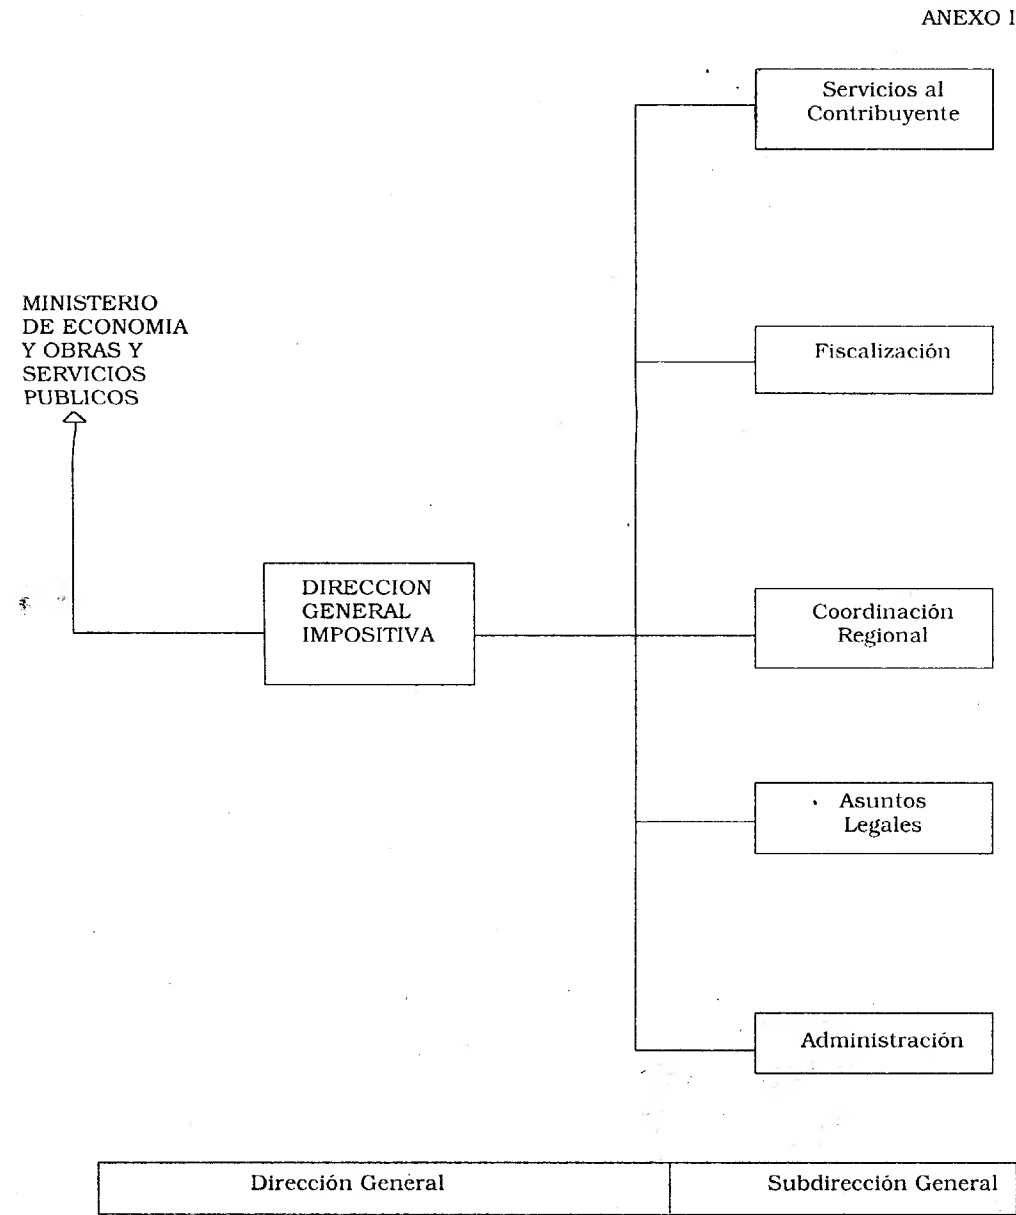 ANEXO I
Servicios al
Contribuyente
MINISTERIO
DE ECONOMIA
Y OBRAS Y
SERVICIOS
PUBLICOS
Fiscalización
DIRECCION
GENERAL
IMPOSITIVA
Coordinación
Regional
Asuntos
Legales
Administración
Dirección General
Subdirección General